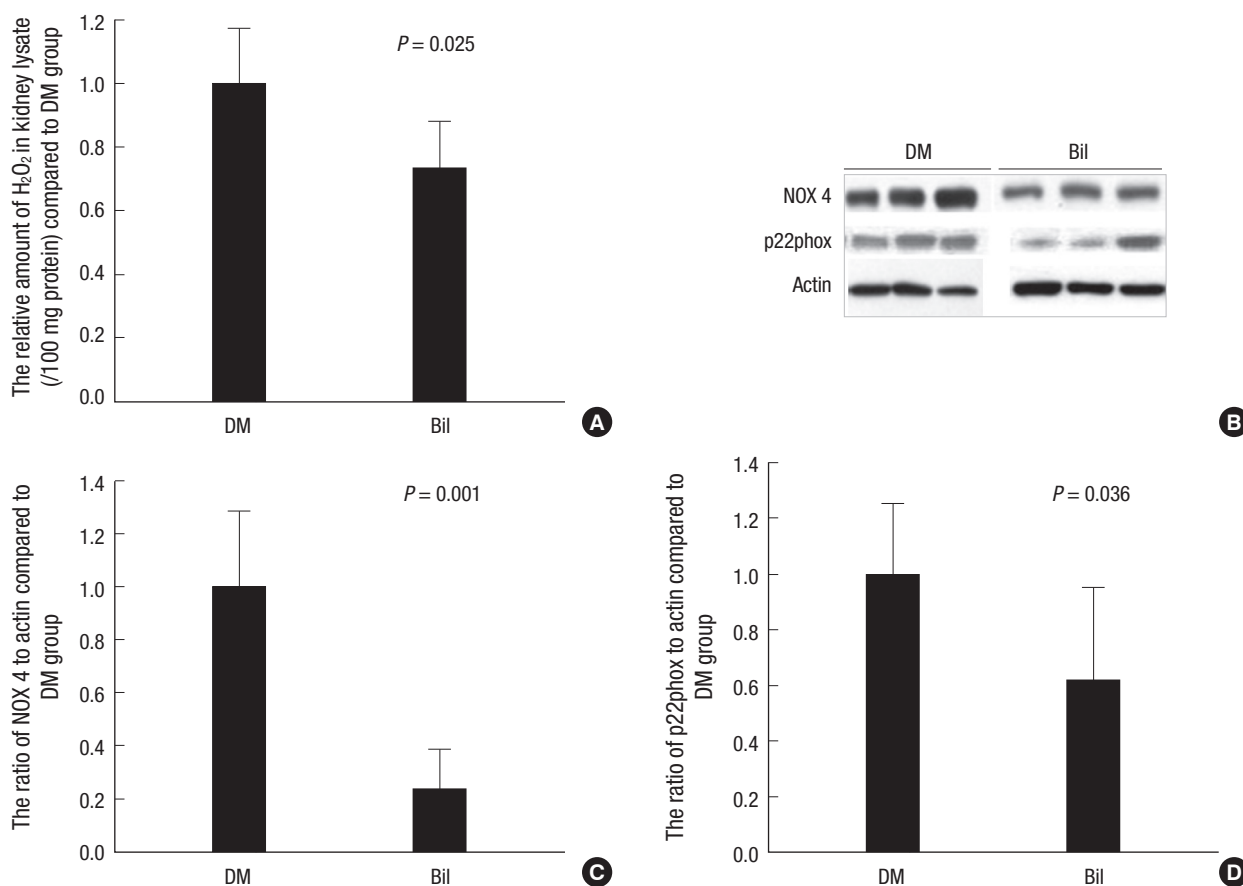 The relative amount of H₂O₂ in kidney lysate
(/100 mg protein) compared to DM group
1.2
1.0
0.8
0.6
0.4
0.2
0.0
P = 0.025
DM
Bil
A
DM
Bil
NOX 4
p22phox
Actin
B
The ratio of NOX 4 to actin compared to
DM group
1.4
1.2
1.0
0.8
0.6
0.4
0.2
0.0
P = 0.001
DM
Bil
C
The ratio of p22phox to actin compared to
DM group
1.4
1.2
1.0
0.8
0.6
0.4
0.2
0.0
P = 0.036
DM
Bil
D